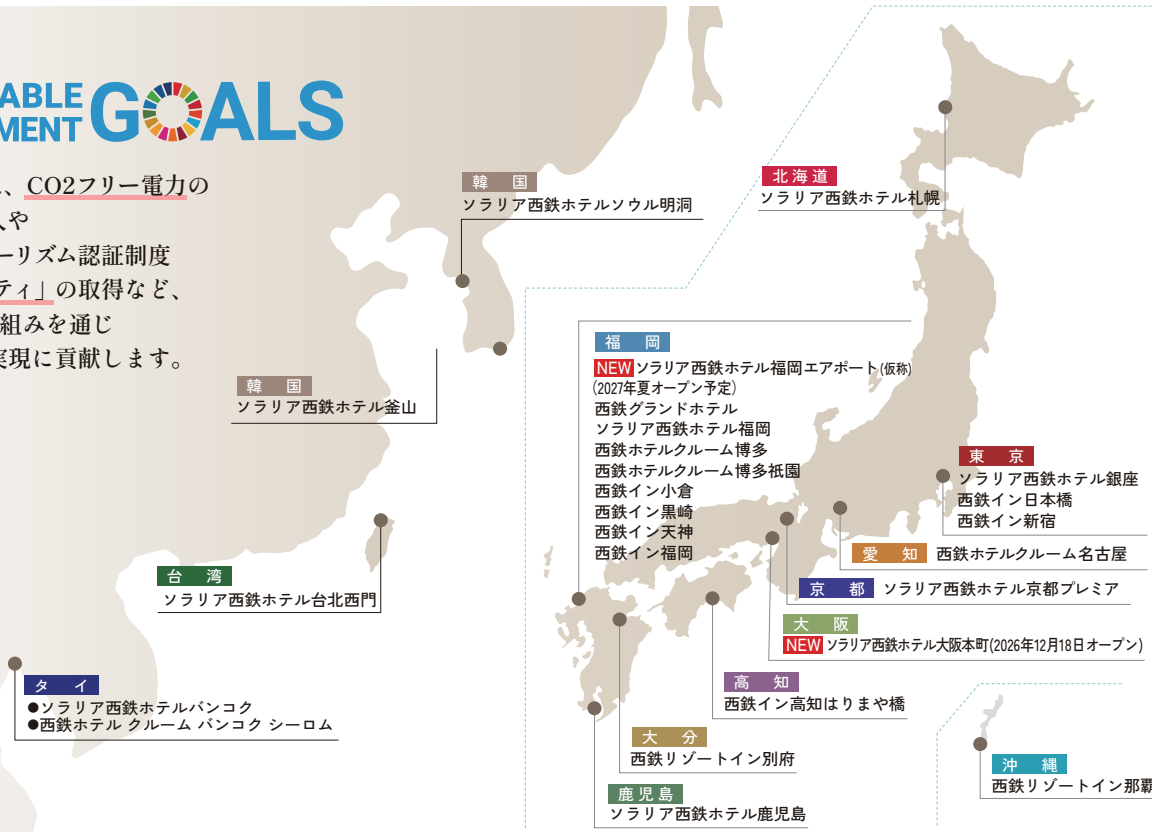 ABLE
MENT
GOALS
、CO2フリー電力の
や
ーリズム認証制度
ティ」の取得など、
組みを通じ
実現に貢献します。
韓 国
ソラリア西鉄ホテルソウル明洞
韓 国
ソラリア西鉄ホテル釜山
台 湾
ソラリア西鉄ホテル台北西門
タ イ
●ソラリア西鉄ホテルバンコク
●西鉄ホテル クルーム バンコク シーロム
北海道
ソラリア西鉄ホテル札幌
福 岡
NEW ソラリア西鉄ホテル福岡エアポート(仮称)
(2027年夏オープン予定)
西鉄グランドホテル
ソラリア西鉄ホテル福岡
西鉄ホテルクルーム博多
西鉄ホテルクルーム博多祇園
西鉄イン小倉
西鉄イン黒崎
西鉄イン天神
西鉄イン福岡
東 京
ソラリア西鉄ホテル銀座
西鉄イン日本橋
西鉄イン新宿
愛 知 西鉄ホテルクルーム名古屋
京 都 ソラリア西鉄ホテル京都プレミア
大 阪
NEW ソラリア西鉄ホテル大阪本町(2026年12月18日オープン)
高 知
西鉄イン高知はりまや橋
大 分
西鉄リゾートイン別府
鹿児島
ソラリア西鉄ホテル鹿児島
沖 縄
西鉄リゾートイン那覇